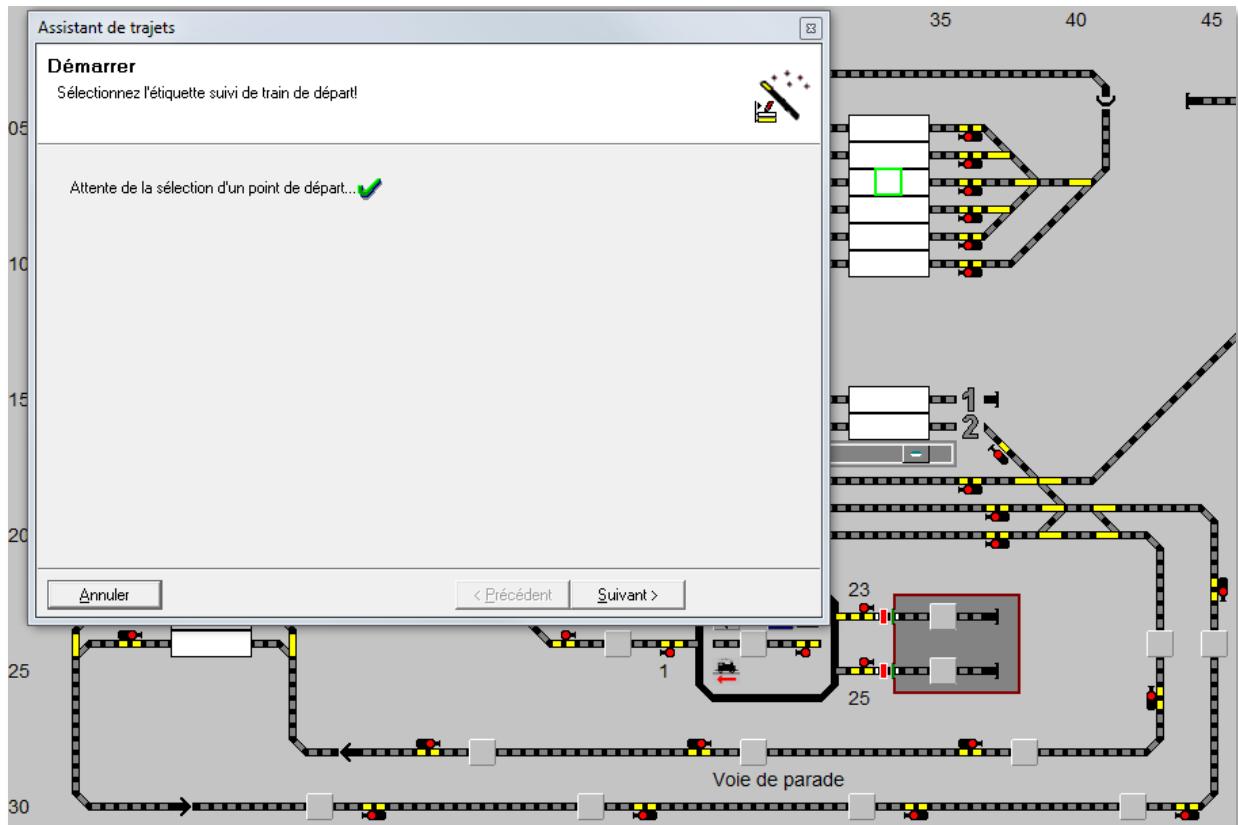 Assistant de trajets
35
40
45
Démarrer
Sélectionnez l'étiquette suivi de train de départ!
05
Attente de la sélection d'un point de départ...
10
15
1
2
20
Annuler
< Précédent
Suivant >
23
25
1
25
Voie de parade
30